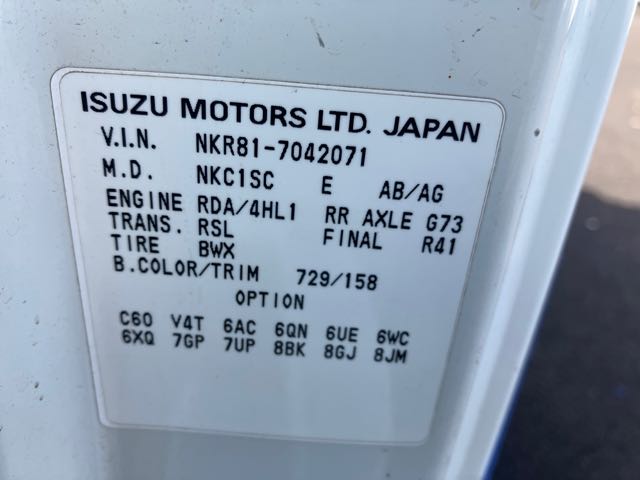 ISUZU MOTORS LTD. JAPAN
V.I.N. NKR81-7042071
M.D. NKC1SC E AB/AG
ENGINE RDA/4HL1 RR AXLE G73
TRANS. RSL FINAL R41
TIRE BWX
B.COLOR/TRIM 729/158
OPTION
C60 V4T 6AC 6QN 6UE 6WC
6XQ 7GP 7UP 8BK 8GJ 8JM